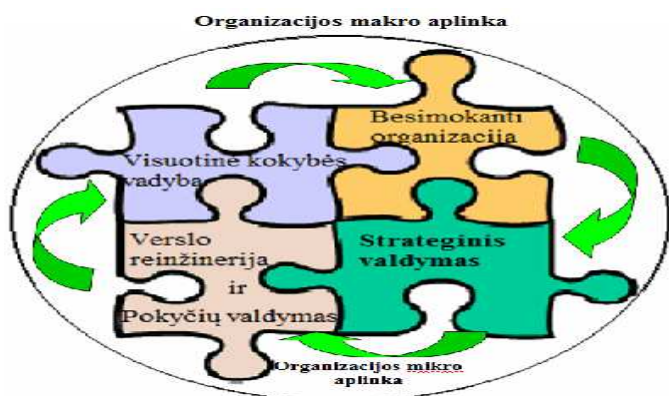 Organizacijos makro aplinka
Besimokanti
organizacija
Visuotinė kokybės
vadyba
Verslo
reinžinerija
ir
Pokyčių valdymas
Strateginis
valdymas
Organizacijos mikro
aplinka